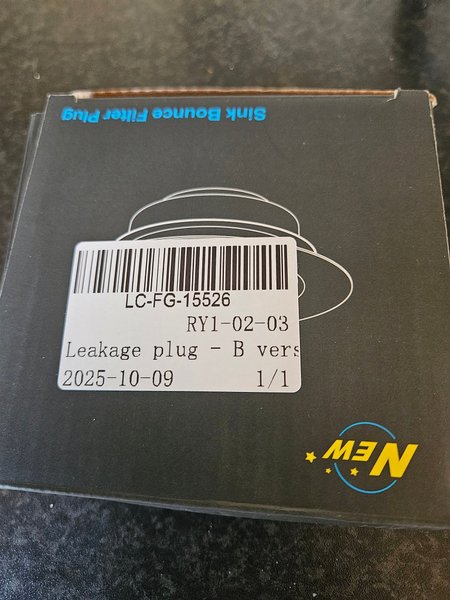 Sink Bounce Filter Plug
LC-FG-15526
RY1-02-03
Leakage plug - B vers
2025-10-09 1/1
NEW